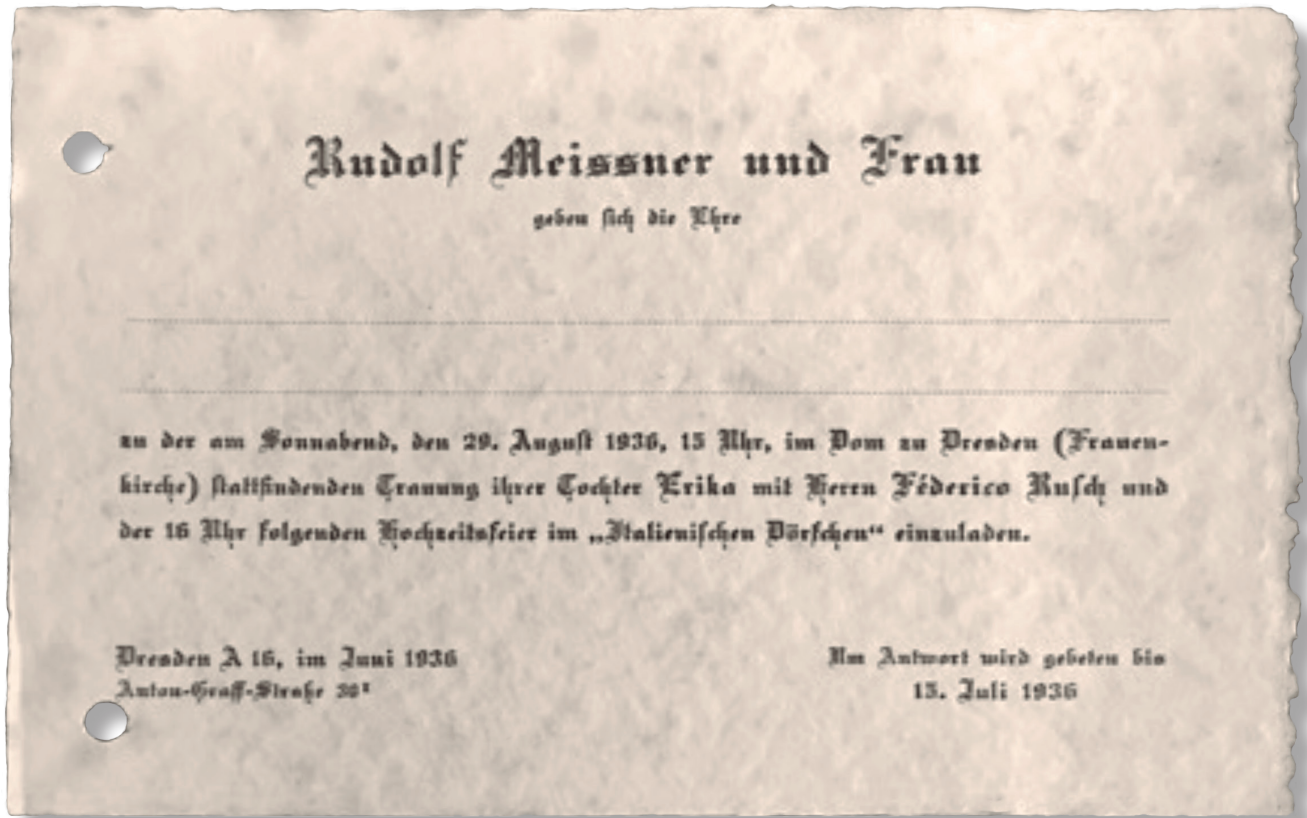 Rudolf Meissner und Frau
geben sich die Ehre
zu der am Sonnabend, den 29. August 1936, 15 Uhr, im Dom zu Dresden (Frauen-
kirche) stattfindenden Trauung ihrer Tochter Erika mit Herrn Féderico Rusch und
der 16 Uhr folgenden Hochzeitsfeier im „Italienischen Dörfchen“ einzuladen.
Dresden A 16, im Juni 1936
Anton-Graff-Straße
Um Antwort wird gebeten bis
15. Juli 1936